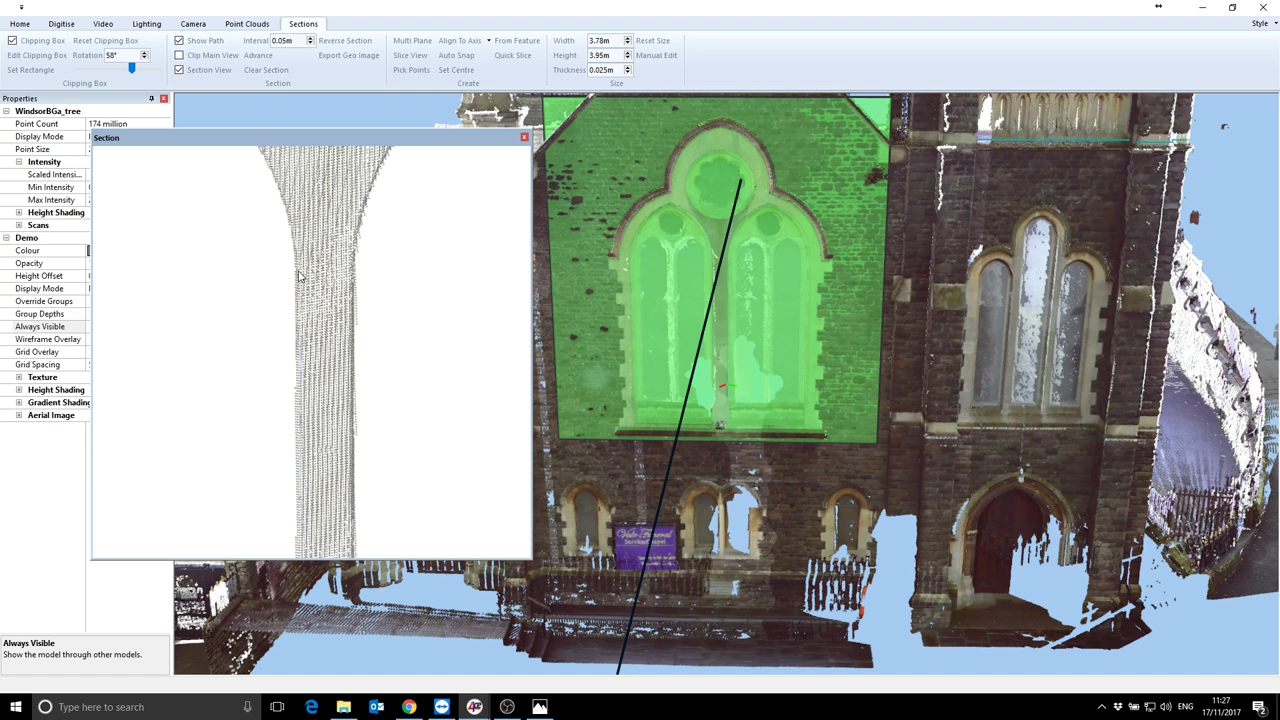 Style
Home Digitise Video Lighting Camera Point Clouds Sections
Clipping Box Reset Clipping Box Show Path Interval 0.05m Reverse Section Multi Plane Align To Axis From Feature Width 3.78m Reset Size
Edit Clipping Box Rotation 58° Clip Main View Advance Export Geo Image Slice View Auto Snap Quick Slice Height 3.95m Manual Edit
Set Rectangle Section View Clear Section Pick Points Set Centre Thickness 0.025m
Clipping Box Section Create Size
Properties
WindsorBGa_tree
Point Count 174 million
Display Mode
Point Size
Intensity
Scaled Intensi...
Min Intensity
Max Intensity
Height Shading
Scans
Demo
Colour
Opacity
Height Offset
Display Mode
Override Groups
Group Depths
Always Visible
Wireframe Overlay
Grid Overlay
Grid Spacing
Texture
Height Shading
Gradient Shading
Aerial Image
Section
Vale Funeral
Service Chapel
Always Visible
Show the model through other models.
Type here to search
ENG
11:27
17/11/2017
2